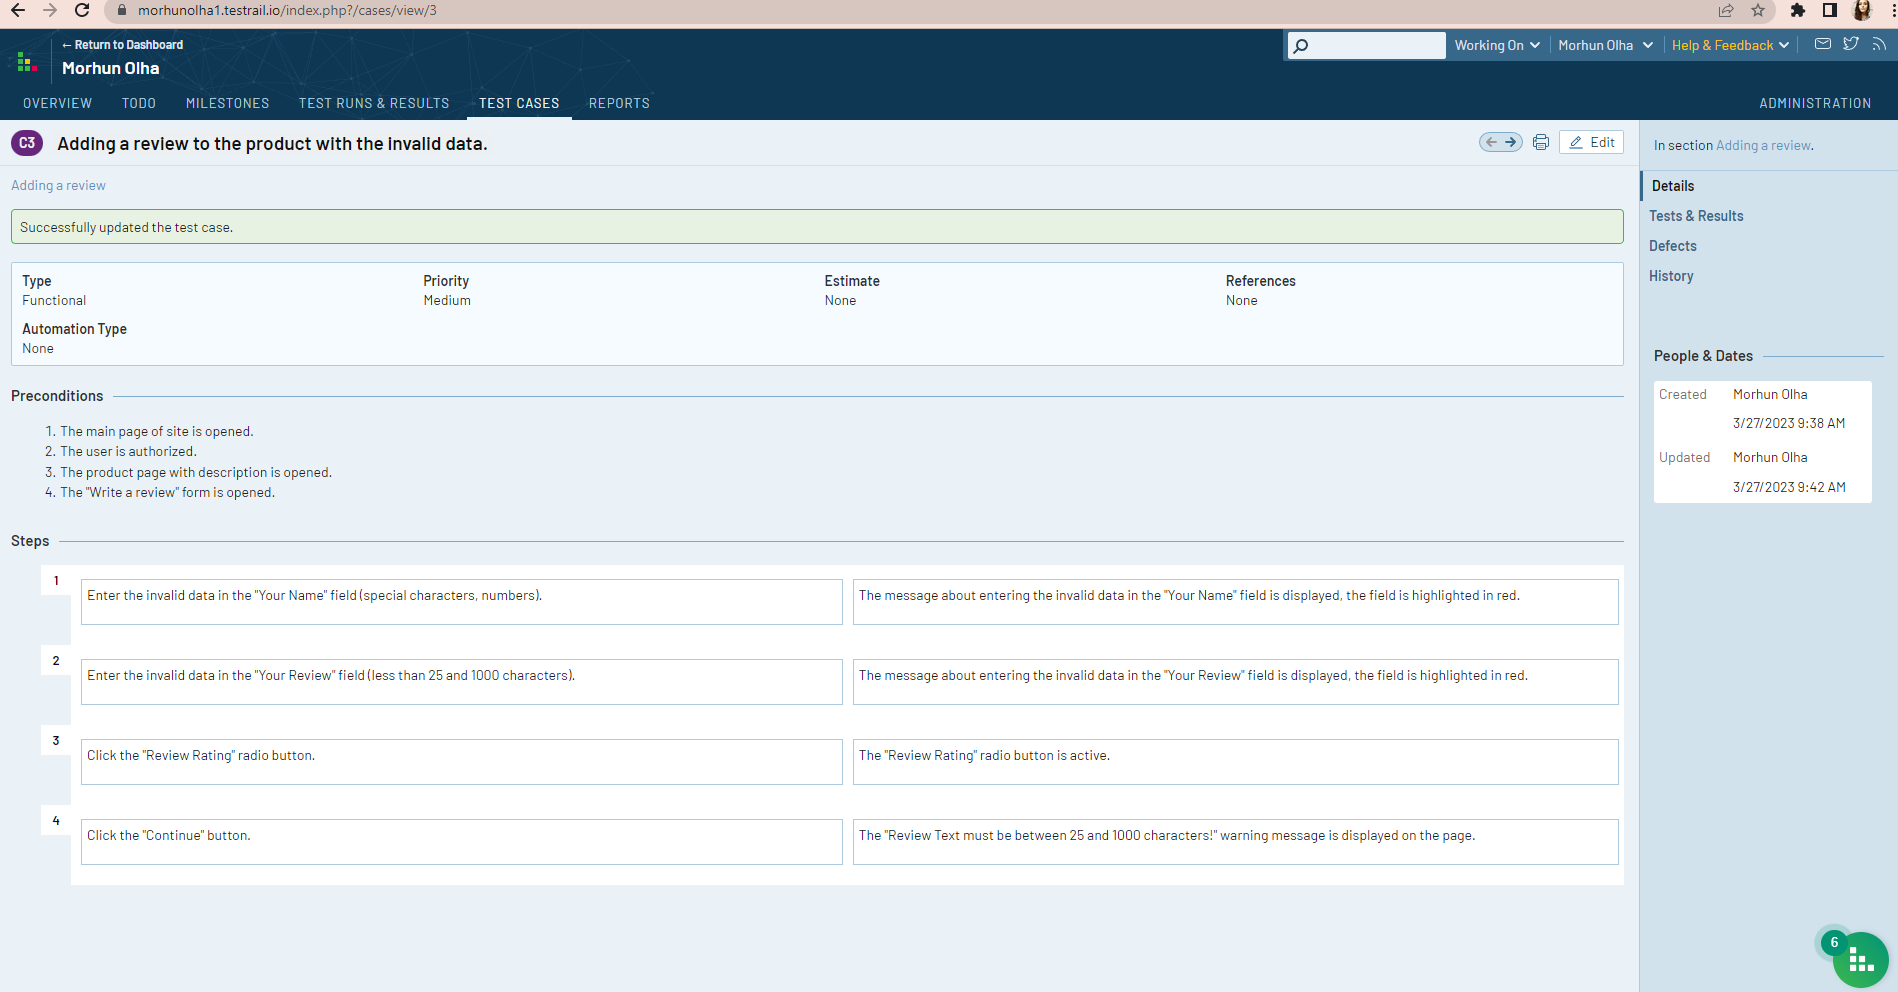 morhunolha1.testrail.io/index.php?/cases/view/3
← Return to Dashboard
Morhun Olha
Working On
Morhun Olha
Help & Feedback
OVERVIEW TODO MILESTONES TEST RUNS & RESULTS TEST CASES REPORTS ADMINISTRATION
C3 Adding a review to the product with the invalid data.
Edit
Adding a review
Successfully updated the test case.
Type Priority Estimate References
Functional Medium None None
Automation Type
None
Preconditions
1. The main page of site is opened.
2. The user is authorized.
3. The product page with description is opened.
4. The "Write a review" form is opened.
Steps
1
Enter the invalid data in the "Your Name" field (special characters, numbers).
The message about entering the invalid data in the "Your Name" field is displayed, the field is highlighted in red.
2
Enter the invalid data in the "Your Review" field (less than 25 and 1000 characters).
The message about entering the invalid data in the "Your Review" field is displayed, the field is highlighted in red.
3
Click the "Review Rating" radio button.
The "Review Rating" radio button is active.
4
Click the "Continue" button.
The "Review Text must be between 25 and 1000 characters!" warning message is displayed on the page.
In section Adding a review.
Details
Tests & Results
Defects
History
People & Dates
Created Morhun Olha
3/27/2023 9:38 AM
Updated Morhun Olha
3/27/2023 9:42 AM
6